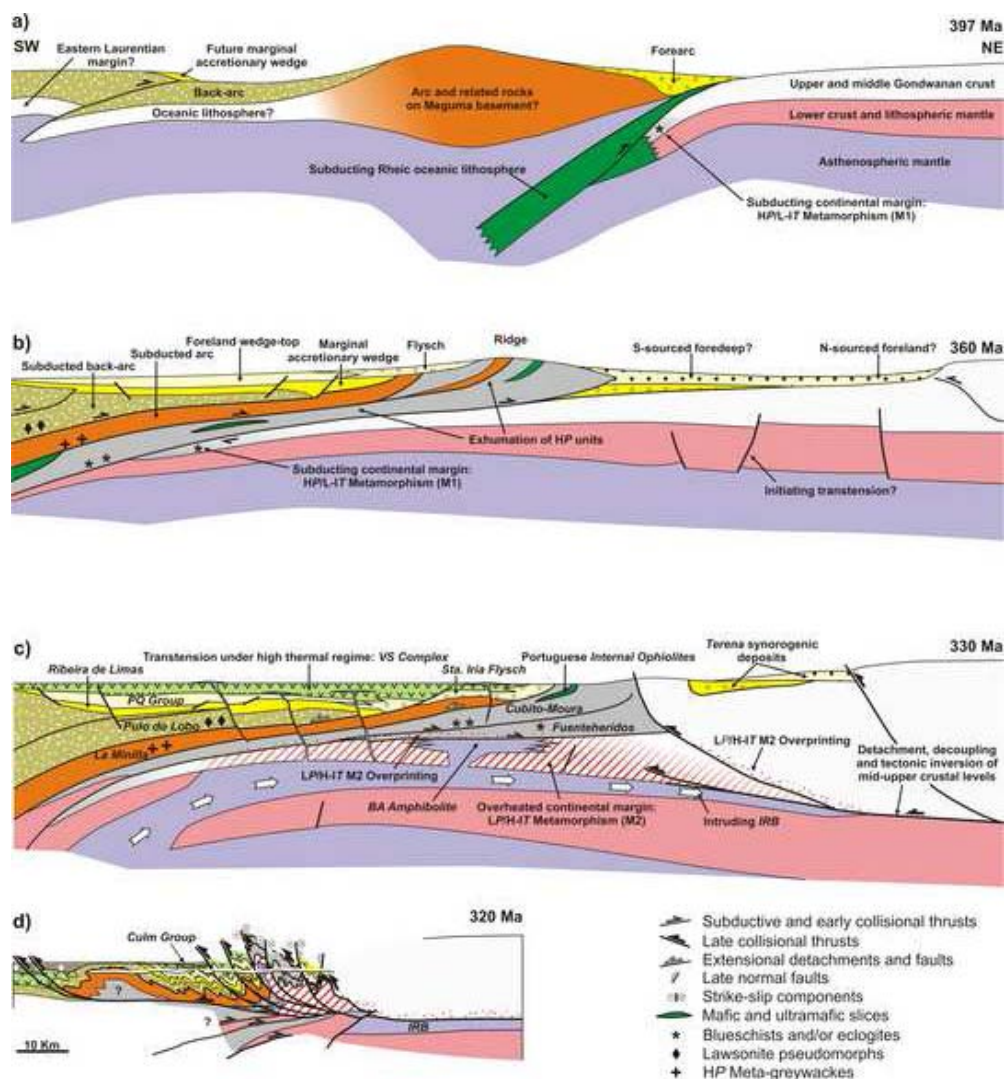 a)
397 Ma
SW
NE
Eastern Laurentian
margin?
Future marginal
accretionary wedge
Forearc
Back-arc
Arc and related rocks
on Meguma basement?
Upper and middle Gondwanan crust
Oceanic lithosphere?
Lower crust and lithospheric mantle
Subducting Rheic oceanic lithosphere
Asthenospheric mantle
Subducting continental margin:
HP/L-IT Metamorphism (M1)
b)
360 Ma
Foreland wedge-top
Marginal
accretionary wedge
Flysch
Ridge
Subducted arc
Subducted back-arc
S-sourced foredeep?
N-sourced foreland?
Exhumation of HP units
Subducting continental margin:
HP/L-IT Metamorphism (M1)
Initiating transtension?
c)
330 Ma
Ribeira de Limas
Transtension under high thermal regime: VS Complex
Sta. Iria Flysch
Portuguese Internal Ophiolites
Terena synorogenic
deposits
PQ Group
Pulo do Lobo
Cubito-Moura
La Minilla
Fuenteheridos
LP/H-IT M2 Overprinting
LP/H-IT M2 Overprinting
Detachment, decoupling
and tectonic inversion of
mid-upper crustal levels
BA Amphibolite
Overheated continental margin:
LP/H-IT Metamorphism (M2)
Intruding IRB
d)
320 Ma
Culm Group
?
?
IRB
10 Km
Subductive and early collisional thrusts
Late collisional thrusts
Extensional detachments and faults
Late normal faults
Strike-slip components
Mafic and ultramafic slices
Blueschists and/or eclogites
Lawsonite pseudomorphs
HP Meta-greywackes